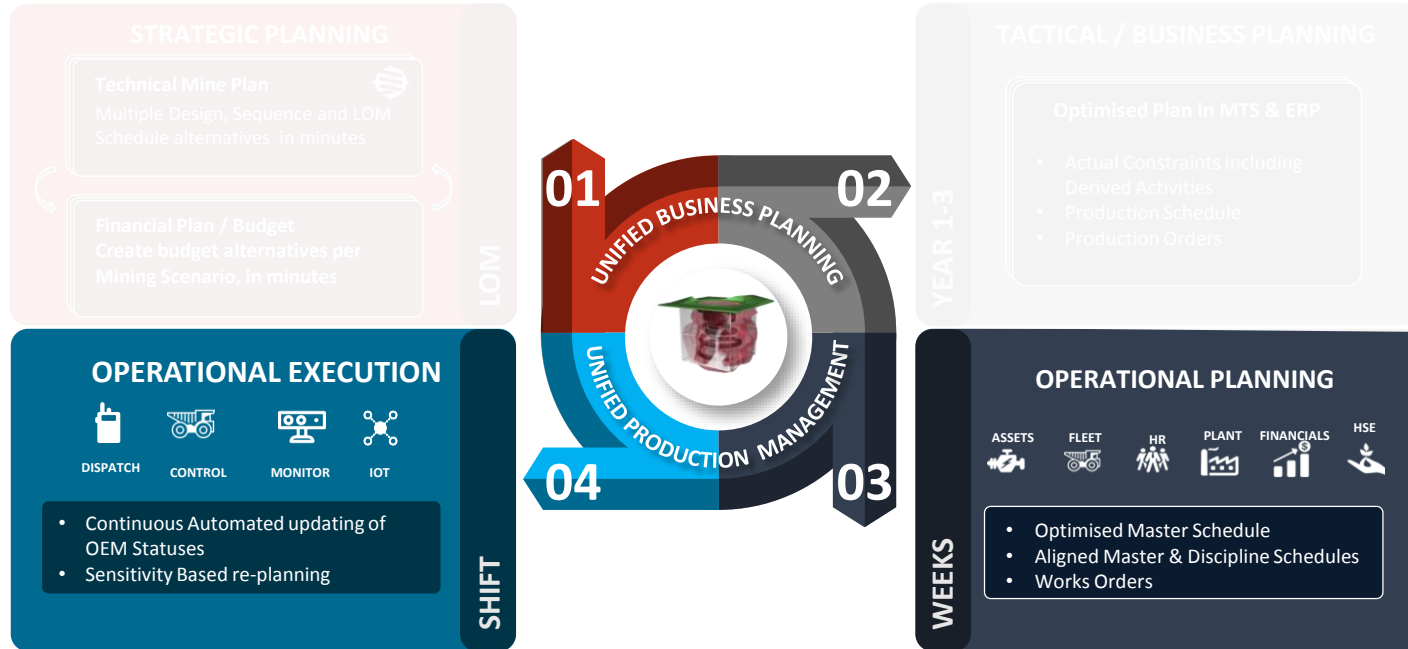 STRATEGIC PLANNING
Technical Mine Plan
Multiple Design, Sequence and LOM
Schedule alternatives in minutes
Financial Plan / Budget
Create budget alternatives per
Mining Scenario, in minutes
LOM
01
02
UNIFIED BUSINESS PLANNING
TACTICAL / BUSINESS PLANNING
YEAR 1-3
Optimised Plan in MTS & ERP
• Actual Constraints including
Derived Activities
• Production Schedule
• Production Orders
OPERATIONAL EXECUTION
DISPATCH
CONTROL
MONITOR
IOT
• Continuous Automated updating of
OEM Statuses
• Sensitivity Based re-planning
SHIFT
UNIFIED PRODUCTION MANAGEMENT
04
03
WEEKS
OPERATIONAL PLANNING
ASSETS
FLEET
HR
PLANT
FINANCIALS
HSE
$
• Optimised Master Schedule
• Aligned Master & Discipline Schedules
• Works Orders